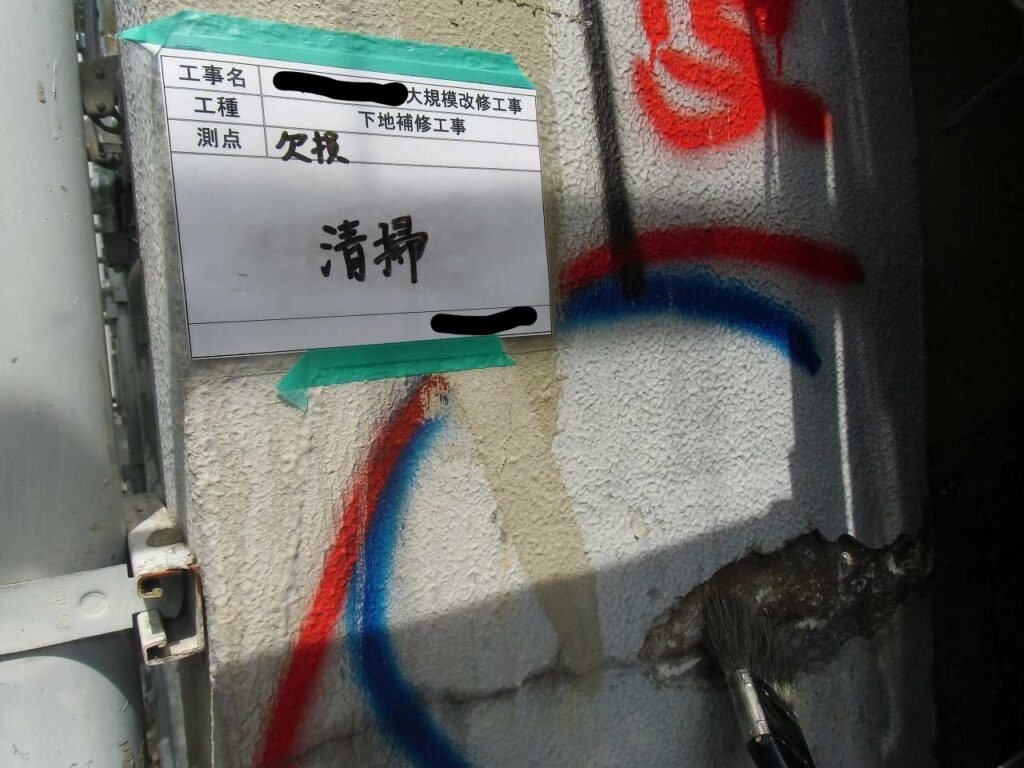 工事名 大規模改修工事
工種 下地補修工事
測点 欠損
清掃